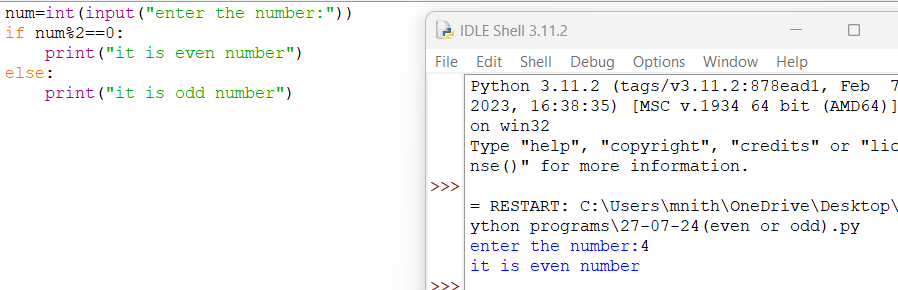 num=int(input("enter the number:"))
if num%2==0:
    print("it is even number")
else:
    print("it is odd number")
IDLE Shell 3.11.2
File Edit Shell Debug Options Window Help
Python 3.11.2 (tags/v3.11.2:878ead1, Feb  7
2023, 16:38:35) [MSC v.1934 64 bit (AMD64)]
on win32
Type "help", "copyright", "credits" or "lic
nse()" for more information.
>>>
= RESTART: C:\Users\mnith\OneDrive\Desktop\
ython programs\27-07-24(even or odd).py
enter the number:4
it is even number
>>>